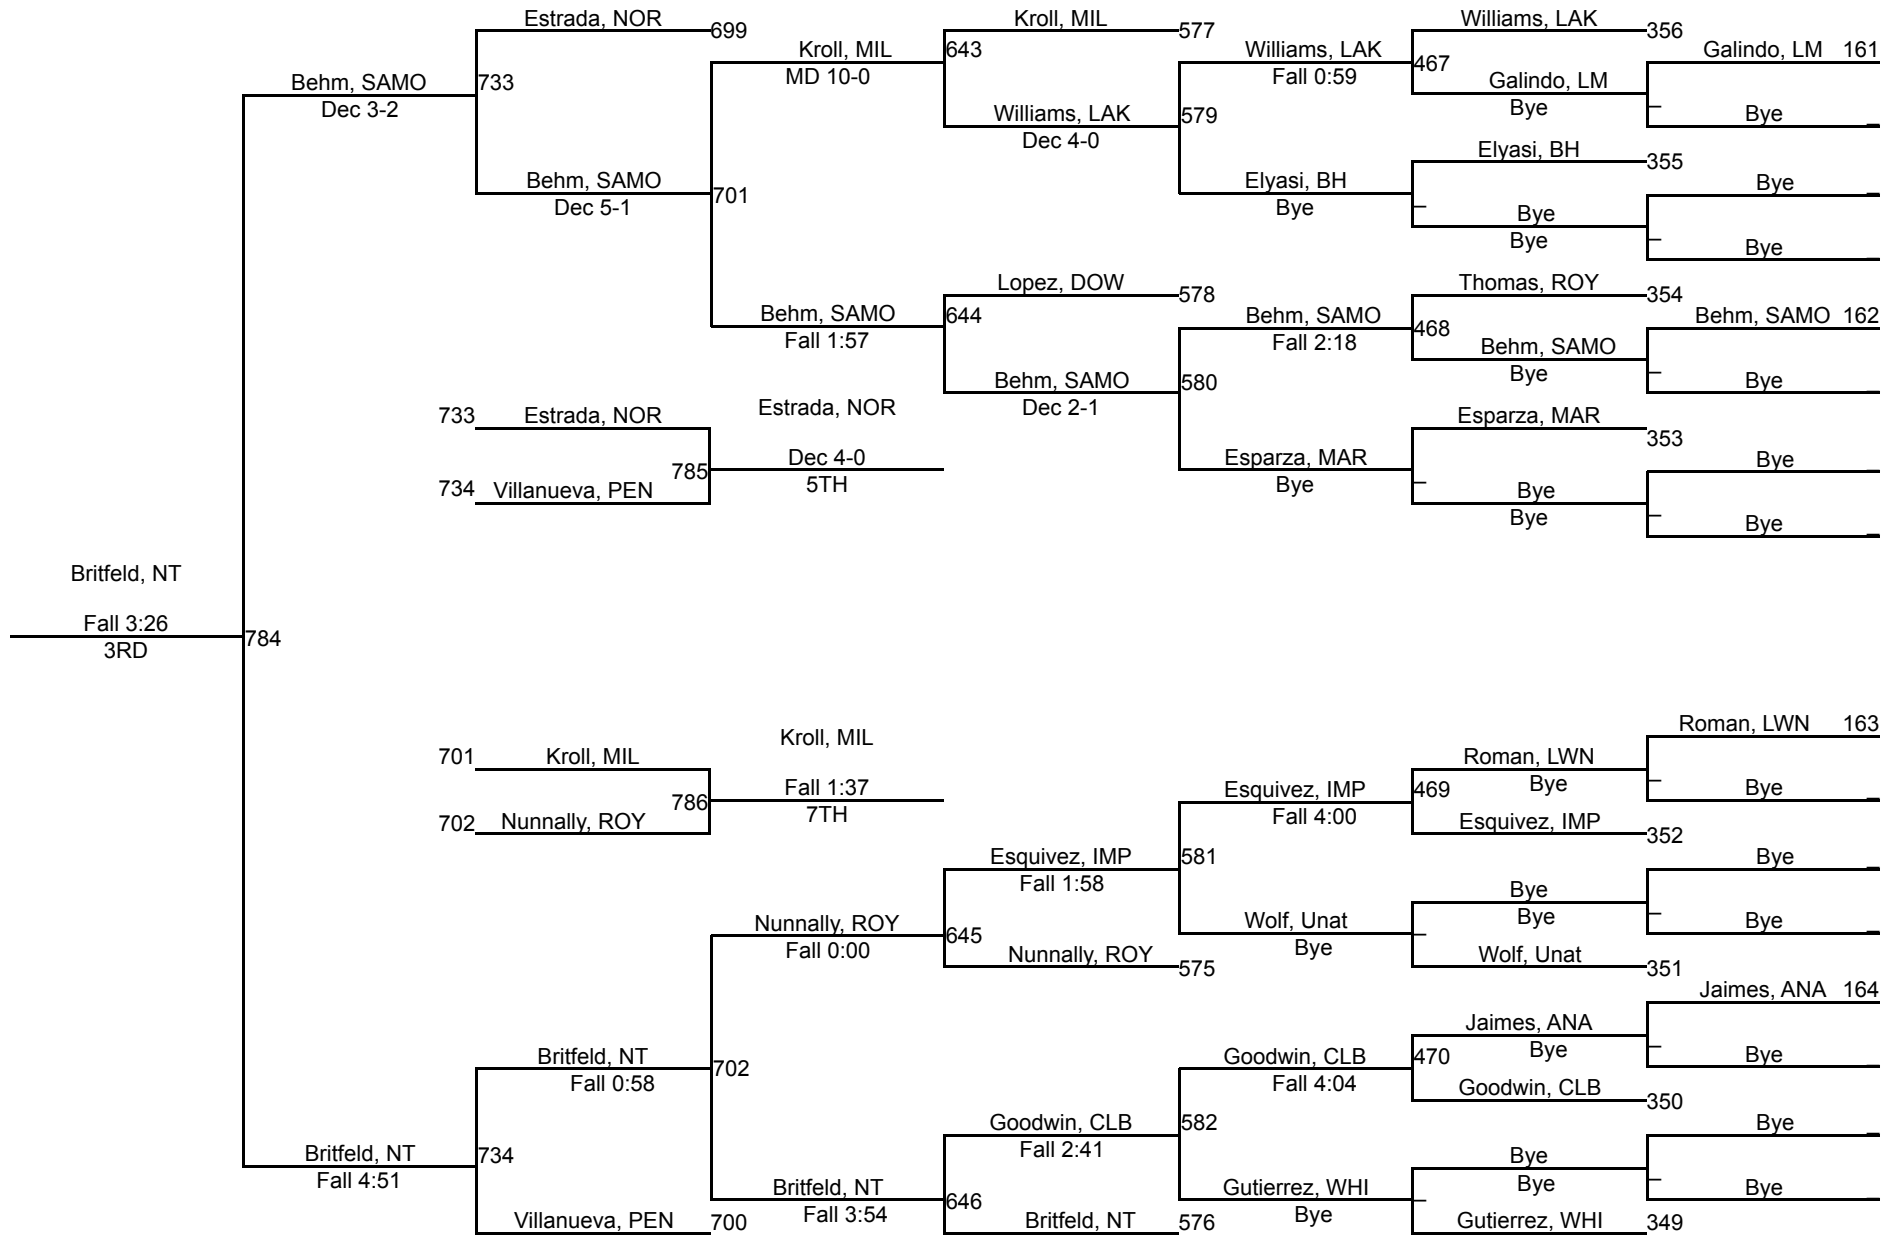 Estrada, NOR
699
Kroll, MIL
577
Williams, LAK
356
Kroll, MIL
MD 10-0
643
Williams, LAK
Fall 0:59
467
Galindo, LM 161
Behm, SAMO
Dec 3-2
733
Galindo, LM
Bye
Williams, LAK
Dec 4-0
579
Bye
Elyasi, BH
355
Behm, SAMO
Dec 5-1
701
Elyasi, BH
Bye
Bye
Bye
Bye
Bye
Lopez, DOW
578
Thomas, ROY
354
Behm, SAMO
Fall 1:57
644
Behm, SAMO
Fall 2:18
468
Behm, SAMO 162
Behm, SAMO
Bye
Behm, SAMO
Dec 2-1
580
Bye
733
Estrada, NOR
Estrada, NOR
Esparza, MAR
353
785
Dec 4-0
5TH
Esparza, MAR
Bye
Bye
734
Villanueva, PEN
Bye
Bye
Bye
Britfeld, NT
Fall 3:26
3RD
784
Roman, LWN 163
701
Kroll, MIL
Kroll, MIL
Roman, LWN
Bye
786
Fall 1:37
7TH
Esquivez, IMP
Fall 4:00
469
Bye
702
Nunnally, ROY
Esquivez, IMP
352
Esquivez, IMP
Fall 1:58
581
Bye
Bye
Bye
Nunnally, ROY
Fall 0:00
645
Wolf, Unat
Bye
Bye
Nunnally, ROY
575
Wolf, Unat
351
Jaimes, ANA 164
Jaimes, ANA
Bye
Britfeld, NT
Fall 0:58
702
Goodwin, CLB
Fall 4:04
470
Bye
Goodwin, CLB
350
Goodwin, CLB
Fall 2:41
582
Bye
Britfeld, NT
Fall 4:51
734
Bye
Bye
Britfeld, NT
Fall 3:54
646
Gutierrez, WHI
Bye
Bye
Villanueva, PEN
700
Britfeld, NT
576
Gutierrez, WHI
349